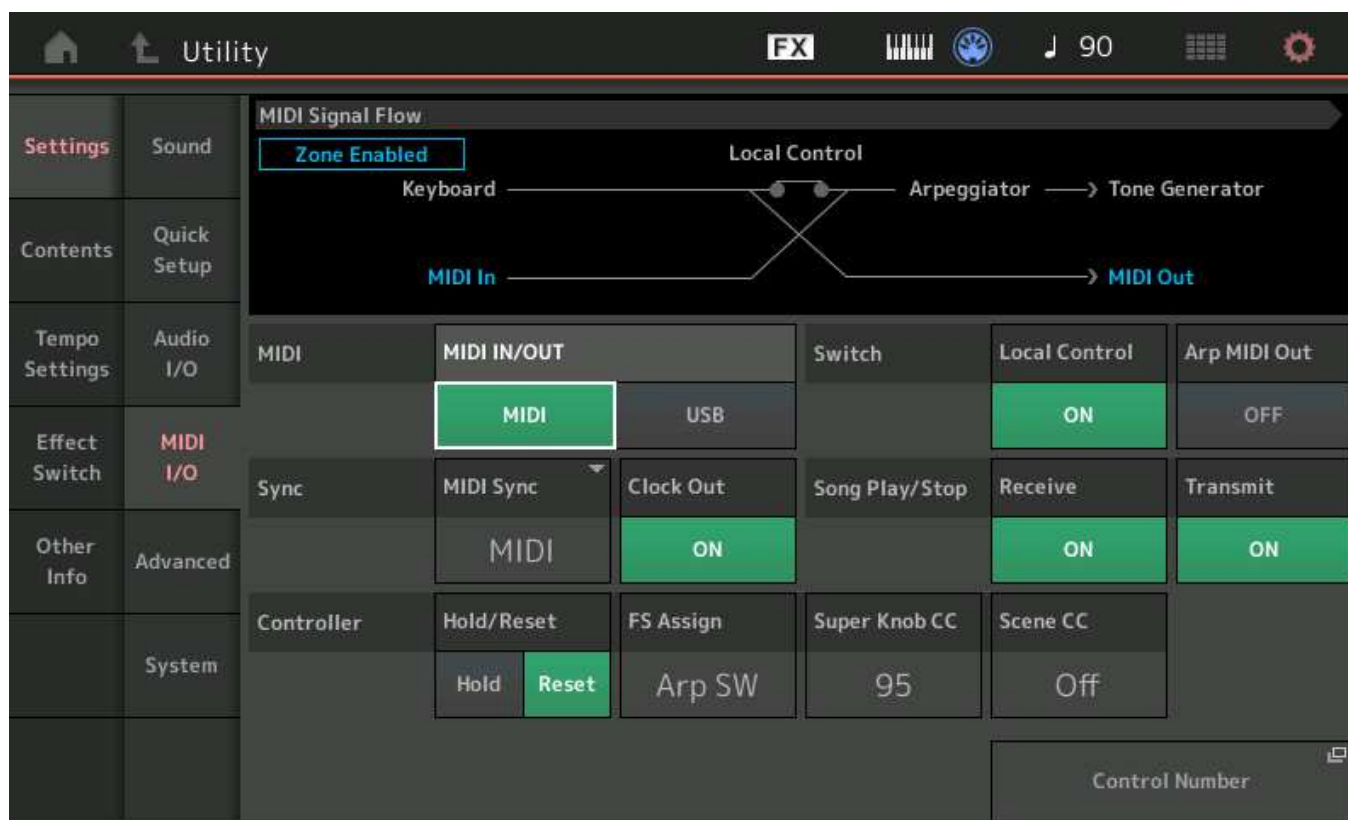 Utility
FX
90
MIDI Signal Flow
Zone Enabled
Local Control
Keyboard
Arpeggiator
Tone Generator
MIDI In
MIDI Out
Settings
Sound
Contents
Quick
Setup
Tempo
Settings
Audio
I/O
Effect
Switch
MIDI
I/O
Other
Info
Advanced
System
MIDI
MIDI IN/OUT
MIDI
USB
Switch
Local Control
ON
Arp MIDI Out
OFF
Sync
MIDI Sync
MIDI
Clock Out
ON
Song Play/Stop
Receive
ON
Transmit
ON
Controller
Hold/Reset
Hold
Reset
FS Assign
Arp SW
Super Knob CC
95
Scene CC
Off
Control Number